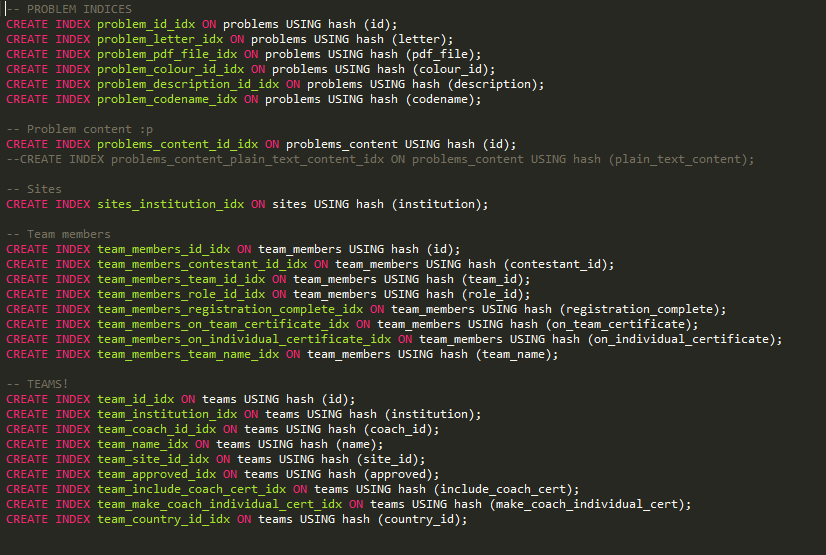 -- PROBLEM INDICES
CREATE INDEX problem_id_idx ON problems USING hash (id);
CREATE INDEX problem_letter_idx ON problems USING hash (letter);
CREATE INDEX problem_pdf_file_idx ON problems USING hash (pdf_file);
CREATE INDEX problem_colour_id_idx ON problems USING hash (colour_id);
CREATE INDEX problem_description_id_idx ON problems USING hash (description);
CREATE INDEX problem_codename_idx ON problems USING hash (codename);

-- Problem content :p
CREATE INDEX problems_content_id_idx ON problems_content USING hash (id);
--CREATE INDEX problems_content_plain_text_content_idx ON problems_content USING hash (plain_text_content);

-- Sites
CREATE INDEX sites_institution_idx ON sites USING hash (institution);

-- Team members
CREATE INDEX team_members_id_idx ON team_members USING hash (id);
CREATE INDEX team_members_contestant_id_idx ON team_members USING hash (contestant_id);
CREATE INDEX team_members_team_id_idx ON team_members USING hash (team_id);
CREATE INDEX team_members_role_id_idx ON team_members USING hash (role_id);
CREATE INDEX team_members_registration_complete_idx ON team_members USING hash (registration_complete);
CREATE INDEX team_members_on_team_certificate_idx ON team_members USING hash (on_team_certificate);
CREATE INDEX team_members_on_individual_certificate_idx ON team_members USING hash (on_individual_certificate);
CREATE INDEX team_members_team_name_idx ON team_members USING hash (team_name);

-- TEAMS!
CREATE INDEX team_id_idx ON teams USING hash (id);
CREATE INDEX team_institution_idx ON teams USING hash (institution);
CREATE INDEX team_coach_id_idx ON teams USING hash (coach_id);
CREATE INDEX team_name_idx ON teams USING hash (name);
CREATE INDEX team_site_id_idx ON teams USING hash (site_id);
CREATE INDEX team_approved_idx ON teams USING hash (approved);
CREATE INDEX team_include_coach_cert_idx ON teams USING hash (include_coach_cert);
CREATE INDEX team_make_coach_individual_cert_idx ON teams USING hash (make_coach_individual_cert);
CREATE INDEX team_country_id_idx ON teams USING hash (country_id);